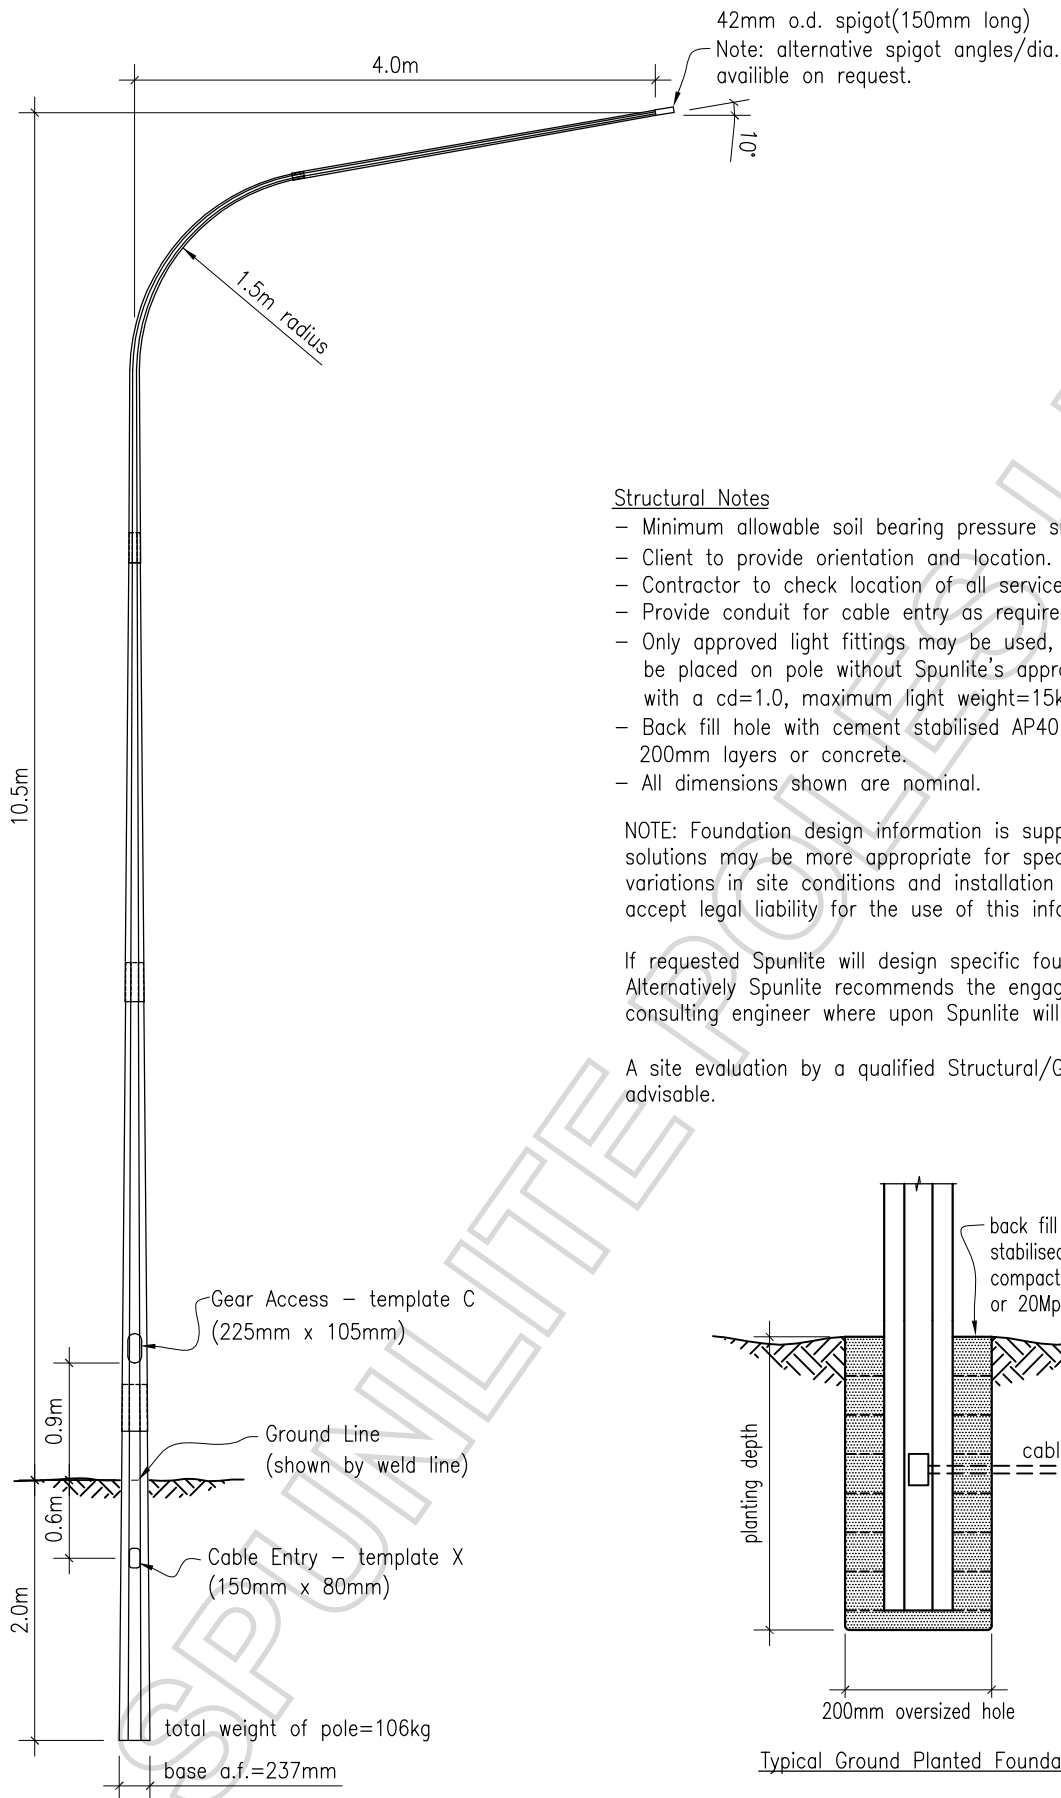 42mm o.d. spigot(150mm long)
Note: alternative spigot angles/dia.
availible on request.
4.0m
10°
1.5m radius
10.5m
Structural Notes
– Minimum allowable soil bearing pressure s
– Client to provide orientation and location.
– Contractor to check location of all service
– Provide conduit for cable entry as require
– Only approved light fittings may be used,
be placed on pole without Spunlite's appr
with a cd=1.0, maximum light weight=15k
– Back fill hole with cement stabilised AP40
200mm layers or concrete.
– All dimensions shown are nominal.
NOTE: Foundation design information is supp
solutions may be more appropriate for spec
variations in site conditions and installation
accept legal liability for the use of this info
If requested Spunlite will design specific fou
Alternatively Spunlite recommends the engag
consulting engineer where upon Spunlite will
A site evaluation by a qualified Structural/G
advisable.
Gear Access – template C
(225mm x 105mm)
0.9m
Ground Line
(shown by weld line)
0.6m
Cable Entry – template X
(150mm x 80mm)
2.0m
total weight of pole=106kg
base a.f.=237mm
back fill
stabilised
compact
or 20Mp
planting depth
cabl
200mm oversized hole
Typical Ground Planted Founda
SPUNLITE POLES L